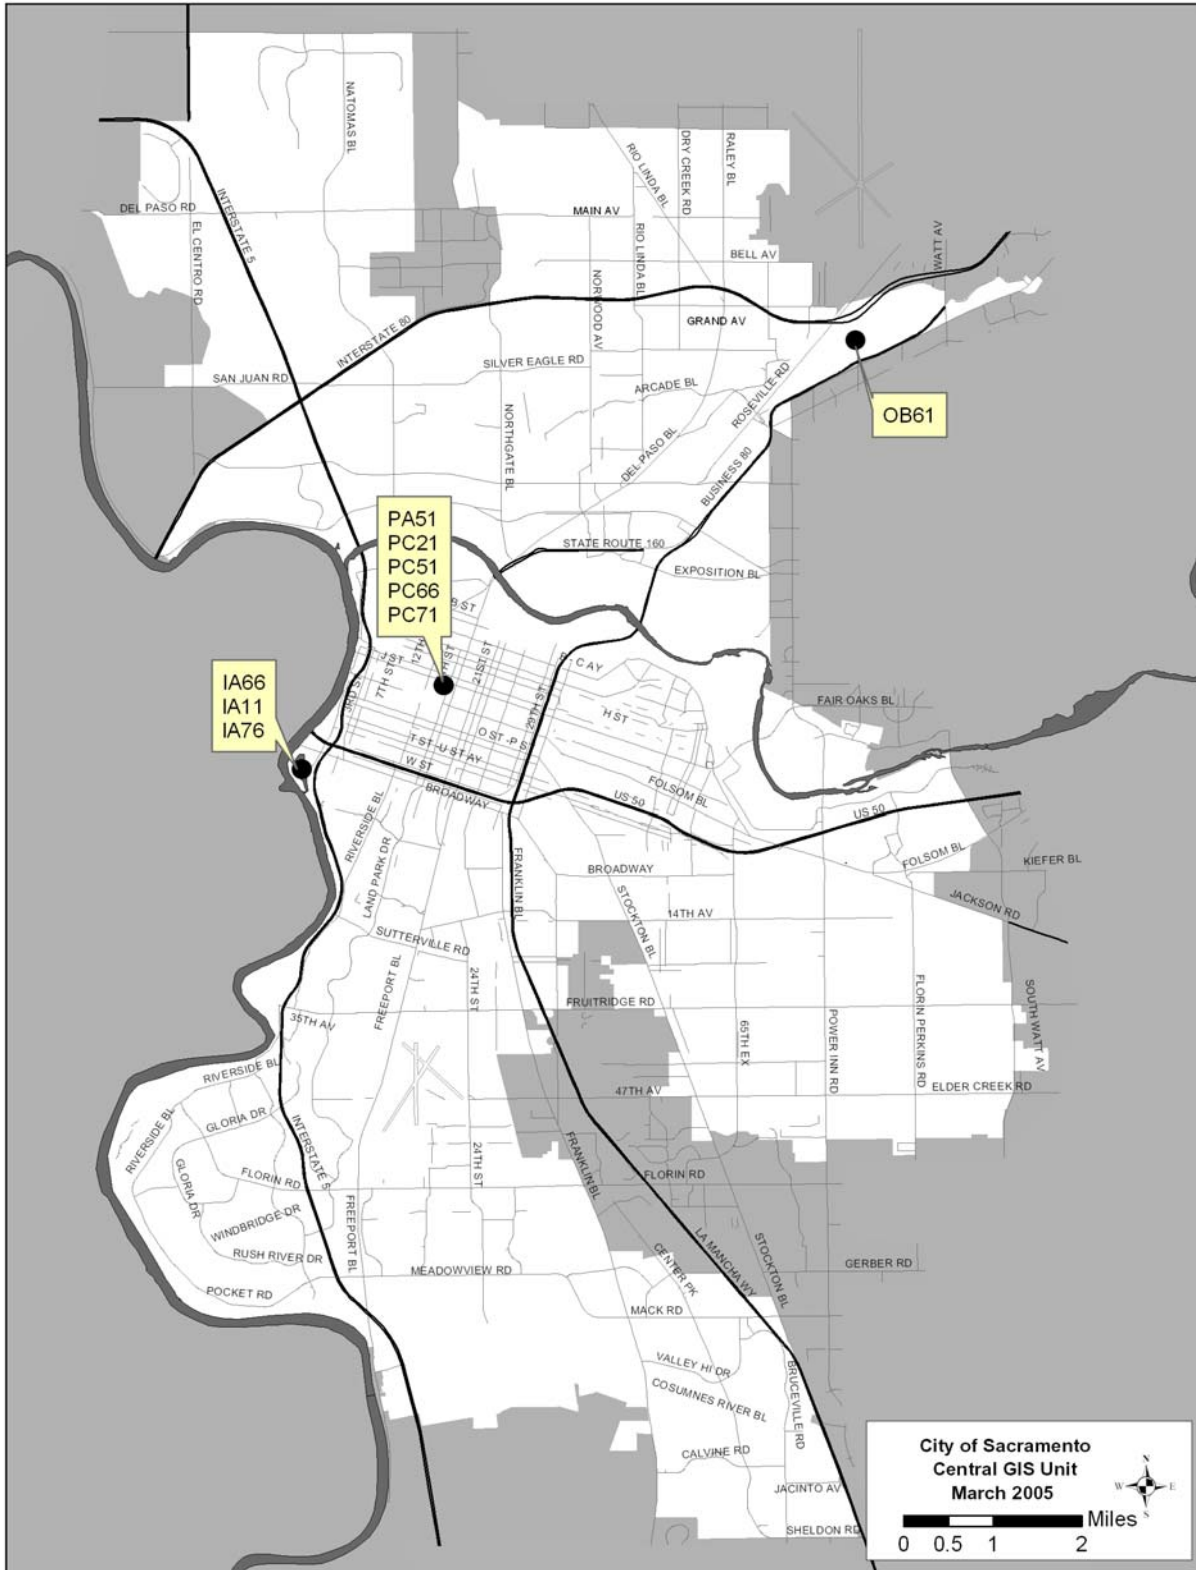 NATOMAS BL
DRY CREEK RD
RALEY BL
RIO LINDA BL
INTERSTATE 5
DEL PASO RD
MAIN AV
EL CENTRO RD
RIO LINDA BL
WATT AV
BELL AV
NORWOOD AV
GRAND AV
INTERSTATE 80
SILVER EAGLE RD
SAN JUAN RD
ARCADE BL
ROSEVILLE RD
OB61
NORTHGATE BL
DEL PASO BL
BUSINESS 80
PA51
PC21
PC51
PC66
PC71
STATE ROUTE 160
EXPOSITION BL
B ST
12TH
21ST ST
J ST
7TH ST
3RD S
C AY
29TH ST
H ST
FAIR OAKS BL
IA66
IA11
IA76
O ST -P S
T ST -U ST AY
W ST
BROADWAY
FOLSOM BL
US 50
US 50
RIVERSIDE BL
LAND PARK DR
FRANKLIN BL
BROADWAY
FOLSOM BL
KIEFER BL
JACKSON RD
STOCKTON BL
14TH AV
SUTTERVILLE RD
FREEPORT BL
24TH ST
FRUITRIDGE RD
35TH AV
65TH EX
POWER INN RD
FLORIN PERKINS RD
SOUTH WATT AV
RIVERSIDE BL
47TH AV
ELDER CREEK RD
RIVERSIDE BL
GLORIA DR
INTERSTATE 5
GLORIA DR
24TH ST
FRANKLIN BL
FLORIN RD
FLORIN RD
WINDBRIDGE DR
FREEPORT BL
RUSH RIVER DR
LA MANCHA WY
STOCKTON BL
CENTER PK
GERBER RD
MEADOWVIEW RD
POCKET RD
MACK RD
VALLEY HI DR
COSUMNES RIVER BL
BRUCEVILLE RD
CALVINE RD
JACINTO AV
SHELDON RD
City of Sacramento
Central GIS Unit
March 2005
N
W E
S
Miles
0 0.5 1 2